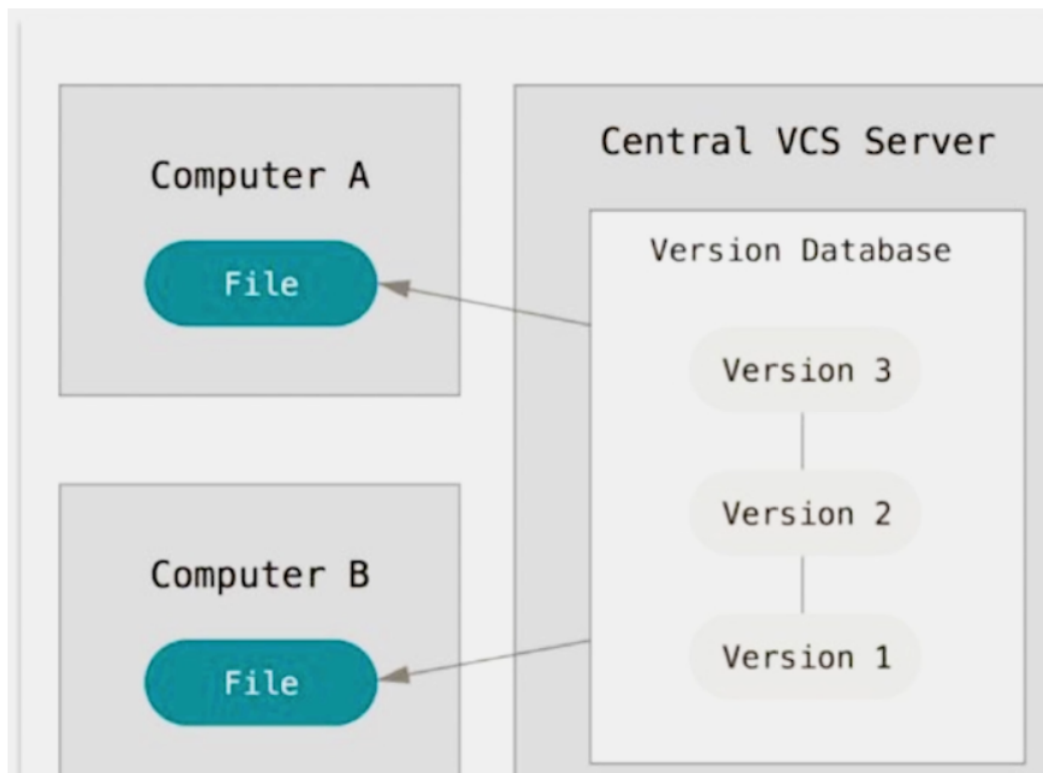 Computer A
File
Central VCS Server
Version Database
Version 3
Version 2
Version 1
Computer B
File